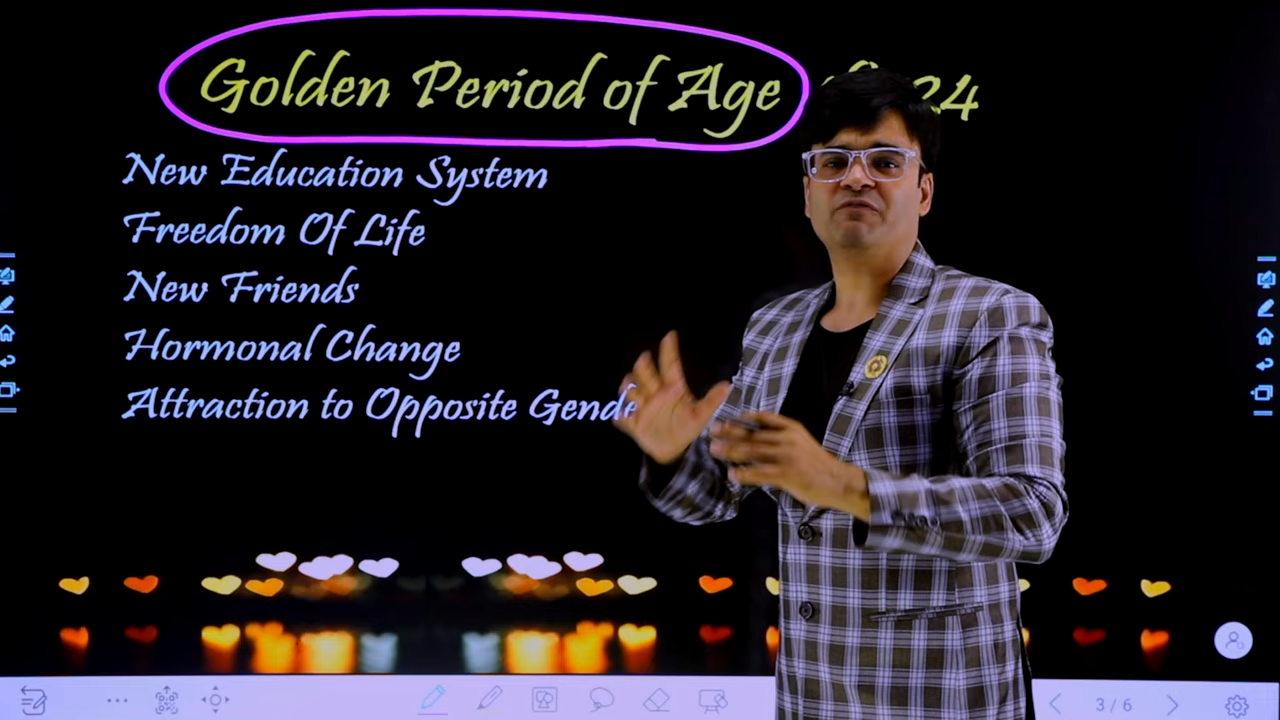 Golden Period of Age 24
New Education System
Freedom Of Life
New Friends
Hormonal Change
Attraction to Opposite
3 / 6